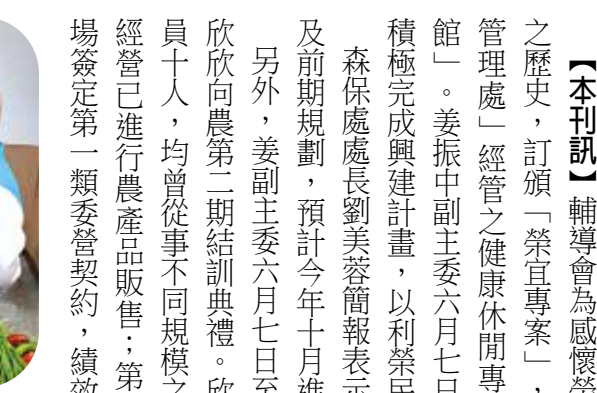 【本刊訊】輔導會為感懷榮
之歷史，訂頒「榮宜專案」，
管理處」經管之健康休閒專
館」。姜振中副主委六月七日
積極完成興建計畫，以利榮民
森保處處長劉美蓉簡報表示
及前期規劃，預計今年十月進
另外，姜副主委六月七日至
欣欣向農第二期結訓典禮。欣
員十人，均曾從事不同規模之
經營已進行農產品販售；第
場簽定第一類委營契約，績效